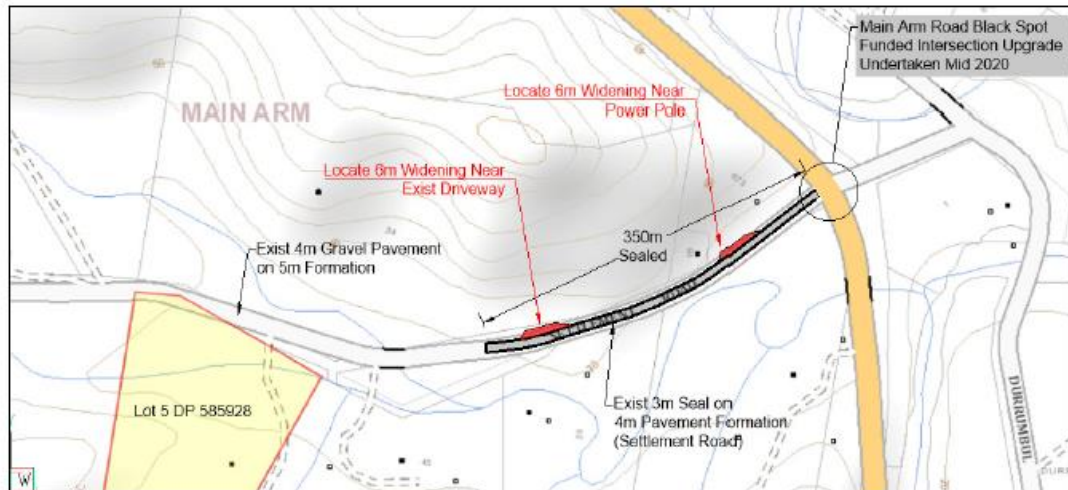 Main Arm Road Black Spot
Funded Intersection Upgrade
Undertaken Mid 2020
MAIN ARM
Locate 6m Widening Near
Power Pole
Locate 6m Widening Near
Exist Driveway
350m
Sealed
Exist 4m Gravel Pavement
on 5m Formation
Lot 5 DP 585928
Exist 3m Seal on
4m Pavement Formation
(Settlement Road)
DURRUMBUL
W